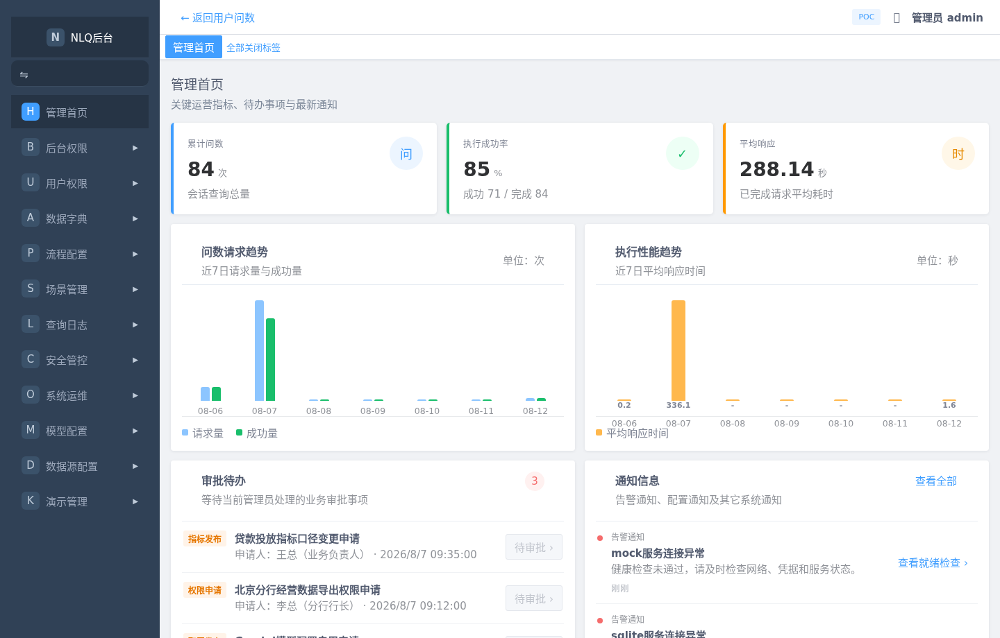 N NLQ后台
⇋
H 管理首页
B 后台权限 ▶
U 用户权限 ▶
A 数据字典 ▶
P 流程配置 ▶
S 场景管理 ▶
L 查询日志 ▶
C 安全管控 ▶
O 系统运维 ▶
M 模型配置 ▶
D 数据源配置 ▶
K 演示管理 ▶
← 返回用户问数
POC 管理员 admin
管理首页 全部关闭标签
管理首页
关键运营指标、待办事项与最新通知
累计问数
问
84 次
会话查询总量
执行成功率
✓
85 %
成功 71 / 完成 84
平均响应
时
288.14 秒
已完成请求平均耗时
问数请求趋势
近7日请求量与成功量
单位：次
08-06 08-07 08-08 08-09 08-10 08-11 08-12
请求量 成功量
执行性能趋势
近7日平均响应时间
单位：秒
0.2 336.1 - - - - 1.6
08-06 08-07 08-08 08-09 08-10 08-11 08-12
平均响应时间
审批待办
3
等待当前管理员处理的业务审批事项
指标发布 贷款投放指标口径变更申请
申请人：王总（业务负责人） · 2026/8/7 09:35:00
待审批 ›
权限申请 北京分行经营数据导出权限申请
申请人：李总（分行行长） · 2026/8/7 09:12:00
待审批 ›
通知信息
查看全部
告警通知、配置通知及其它系统通知
告警通知
mock服务连接异常
健康检查未通过，请及时检查网络、凭据和服务状态。
刚刚
查看就绪检查 ›
告警通知
sqlite服务连接异常